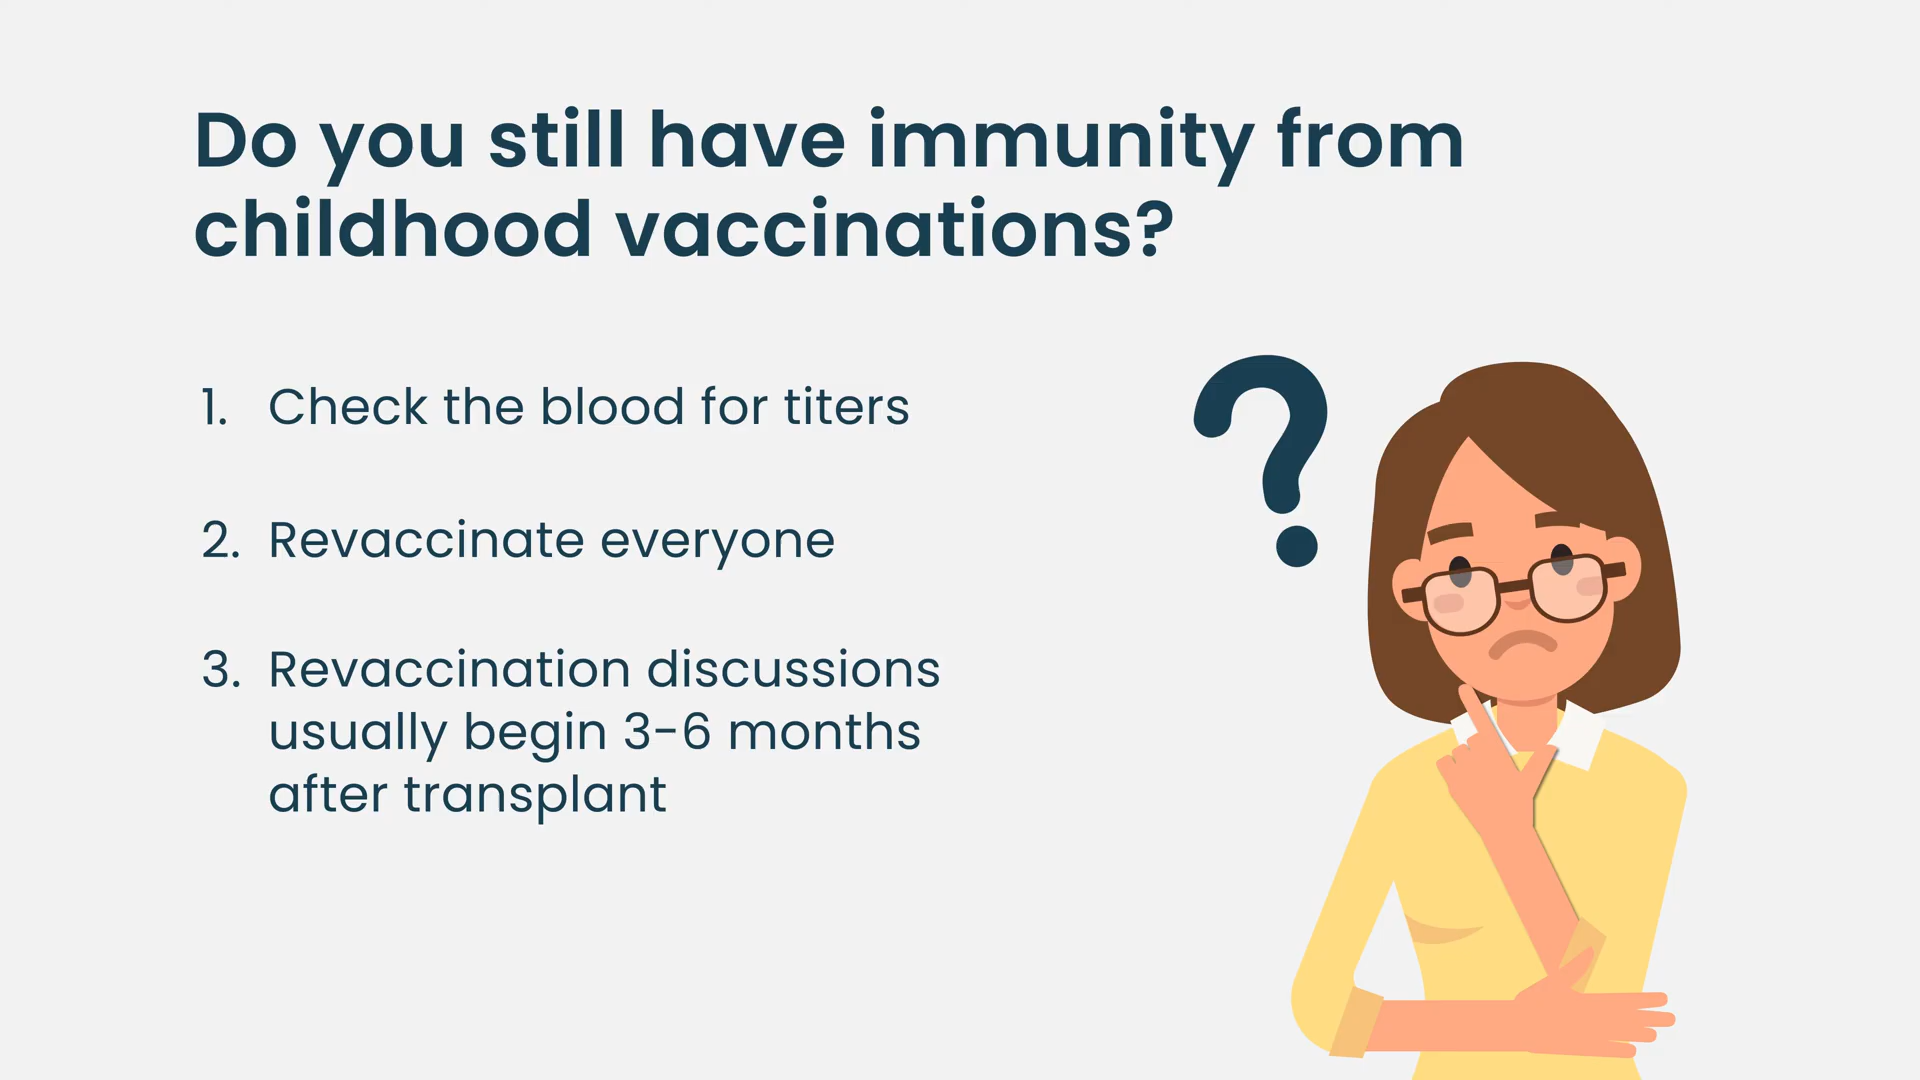 Do you still have immunity from
childhood vaccinations?
1. Check the blood for titers
2. Revaccinate everyone
3. Revaccination discussions
usually begin 3-6 months
after transplant
?